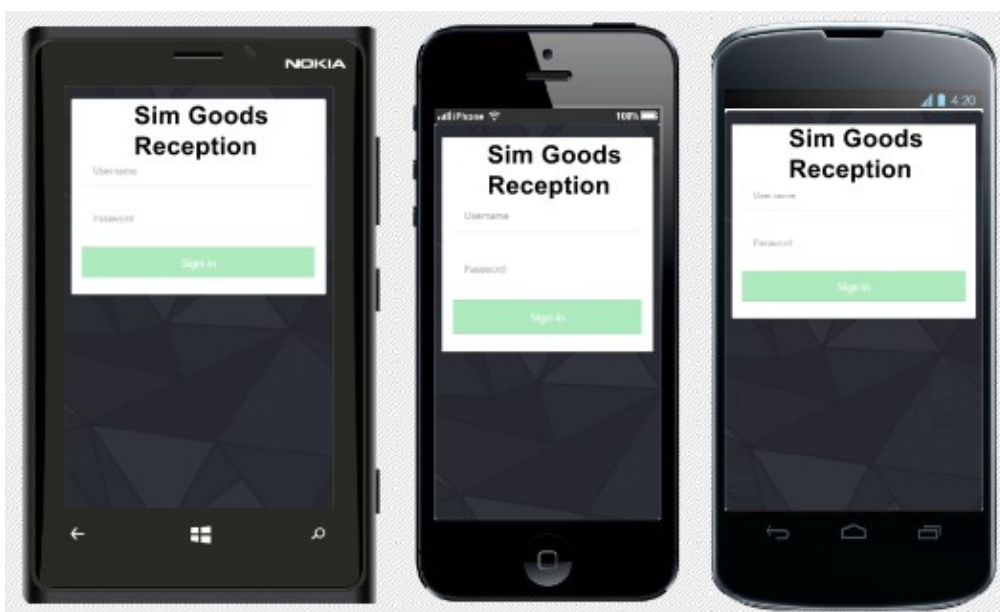 NOKIA
Sim Goods
Reception
Username
Password
Sign in
iPhone 100%
Sim Goods
Reception
Username
Password
Sign in
4:20
Sim Goods
Reception
Username
Password
Sign in